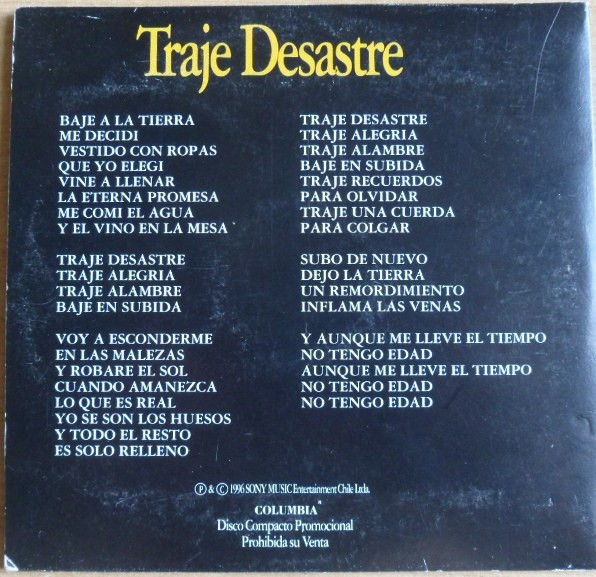 Traje Desastre
BAJE A LA TIERRA
ME DECIDI
VESTIDO CON ROPAS
QUE YO ELEGI
VINE A LLENAR
LA ETERNA PROMESA
ME COMI EL AGUA
Y EL VINO EN LA MESA
TRAJE DESASTRE
TRAJE ALEGRIA
TRAJE ALAMBRE
BAJE EN SUBIDA
VOY A ESCONDERME
EN LAS MALEZAS
Y ROBARE EL SOL
CUANDO AMANEZCA
LO QUE ES REAL
YO SE SON LOS HUESOS
Y TODO EL RESTO
ES SOLO RELLENO
TRAJE DESASTRE
TRAJE ALEGRIA
TRAJE ALAMBRE
BAJE EN SUBIDA
TRAJE RECUERDOS
PARA OLVIDAR
TRAJE UNA CUERDA
PARA COLGAR
SUBO DE NUEVO
DEJO LA TIERRA
UN REMORDIMIENTO
INFLAMA LAS VENAS
Y AUNQUE ME LLEVE EL TIEMPO
NO TENGO EDAD
AUNQUE ME LLEVE EL TIEMPO
NO TENGO EDAD
NO TENGO EDAD
℗ & © 1996 SONY MUSIC Entertainment Chile Ltda.
COLUMBIA
Disco Compacto Promocional
Prohibida su Venta